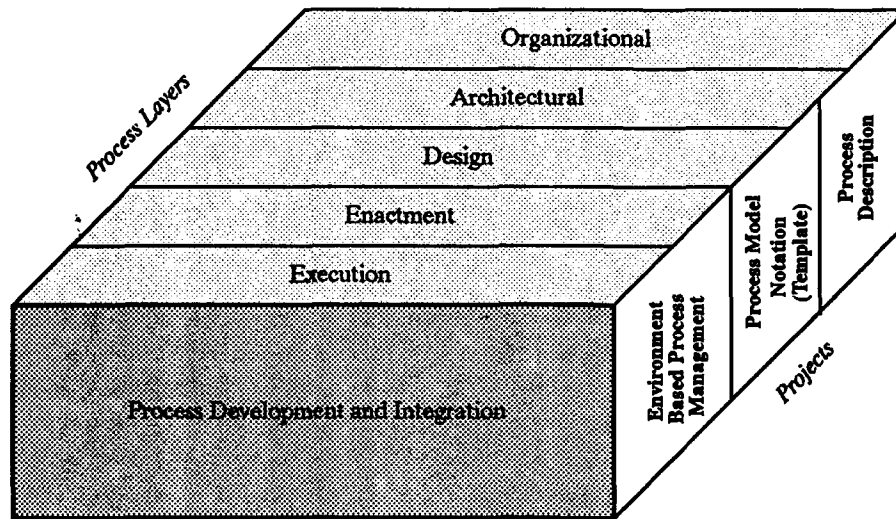 Organizational
Architectural
Design
Enactment
Execution
Process Layers
Process Development and Integration
Environment
Based Process
Management
Process Model
Notation
(Template)
Process
Description
Projects